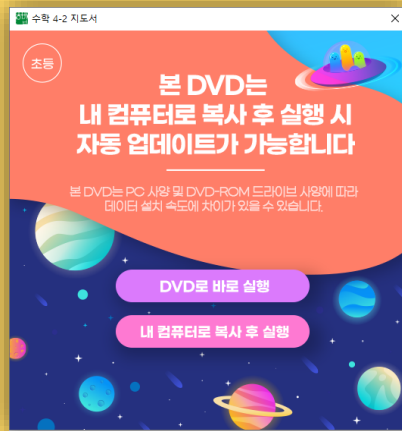 수학 4-2 지도서
초등
본 DVD는
내 컴퓨터로 복사 후 실행 시
자동 업데이트가 가능합니다
본 DVD는 PC 사양 및 DVD-ROM 드라이브 사양에 따라
데이터 설치 속도에 차이가 있을 수 있습니다.
DVD로 바로 실행
내 컴퓨터로 복사 후 실행